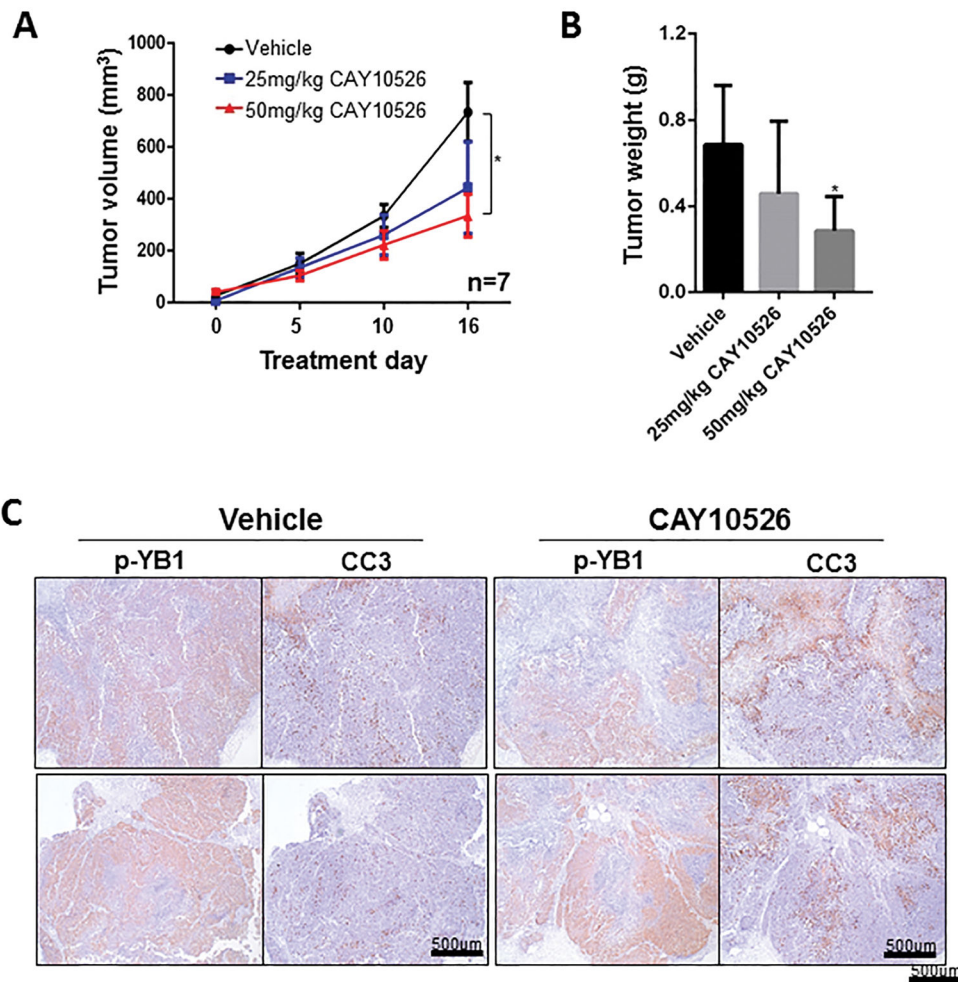 A
Tumor volume (mm³)
1000
800
600
400
200
0
Vehicle
25mg/kg CAY10526
50mg/kg CAY10526
*
n=7
0 5 10 16
Treatment day
B
Tumor weight (g)
1.2
0.8
0.4
0.0
*
Vehicle
25mg/kg CAY10526
50mg/kg CAY10526
C
Vehicle CAY10526
p-YB1 CC3 p-YB1 CC3
500um 500um
500um